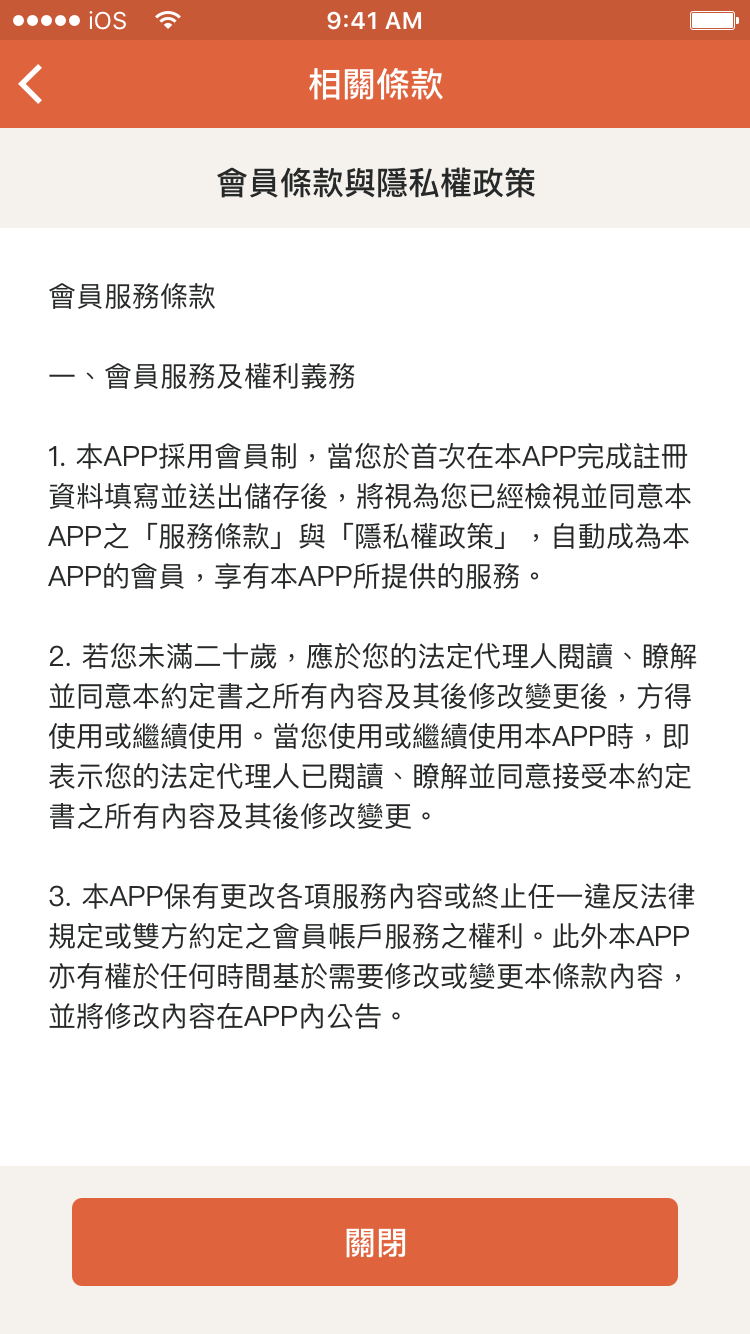 iOS 9:41 AM
相關條款
會員條款與隱私權政策
會員服務條款
一、會員服務及權利義務
1. 本APP採用會員制，當您於首次在本APP完成註冊
資料填寫並送出儲存後，將視為您已經檢視並同意本
APP之「服務條款」與「隱私權政策」，自動成為本
APP的會員，享有本APP所提供的服務。
2. 若您未滿二十歲，應於您的法定代理人閱讀、瞭解
並同意本約定書之所有內容及其後修改變更後，方得
使用或繼續使用。當您使用或繼續使用本APP時，即
表示您的法定代理人已閱讀、瞭解並同意接受本約定
書之所有內容及其後修改變更。
3. 本APP保有更改各項服務內容或終止任一違反法律
規定或雙方約定之會員帳戶服務之權利。此外本APP
亦有權於任何時間基於需要修改或變更本條款內容，
並將修改內容在APP內公告。
關閉